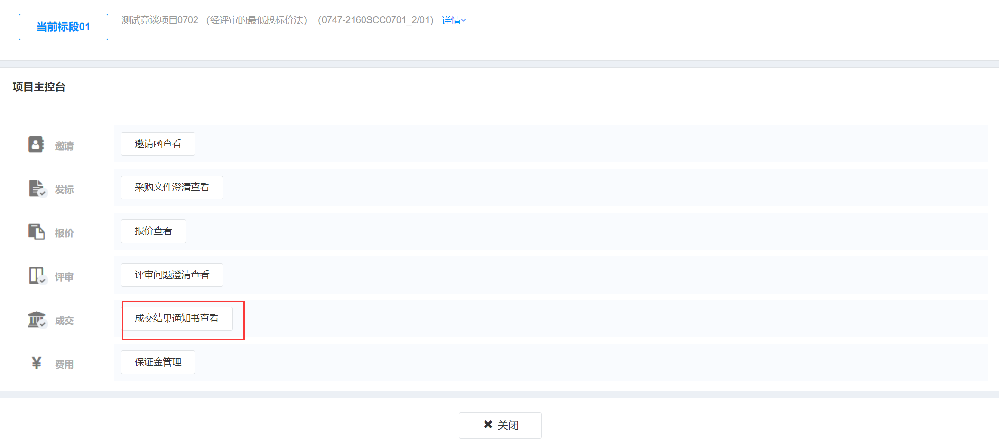 当前标段01
测试竞谈项目0702 （经评审的最低投标价法）（0747-2160SCC0701_2/01） 详情
项目主控台
邀请 邀请函查看
发标 采购文件澄清查看
报价 报价查看
评审 评审问题澄清查看
成交 成交结果通知书查看
费用 保证金管理
关闭